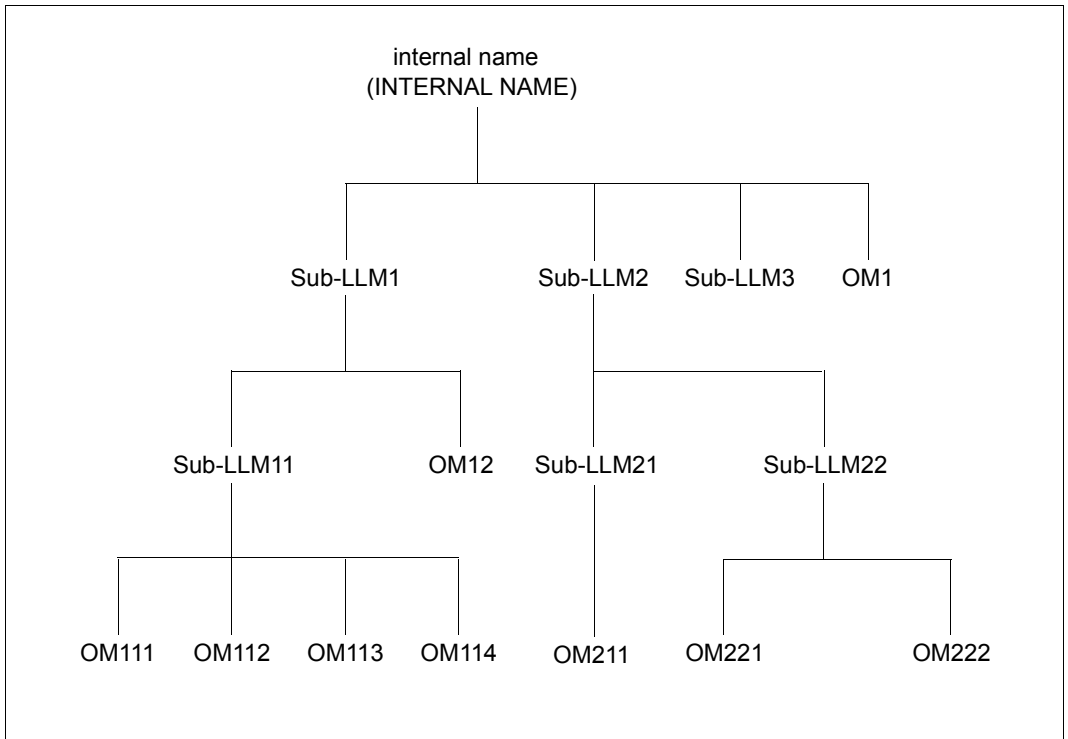 internal name
(INTERNAL NAME)
Sub-LLM1 Sub-LLM2 Sub-LLM3 OM1
Sub-LLM11 OM12 Sub-LLM21 Sub-LLM22
OM111 OM112 OM113 OM114 OM211 OM221 OM222